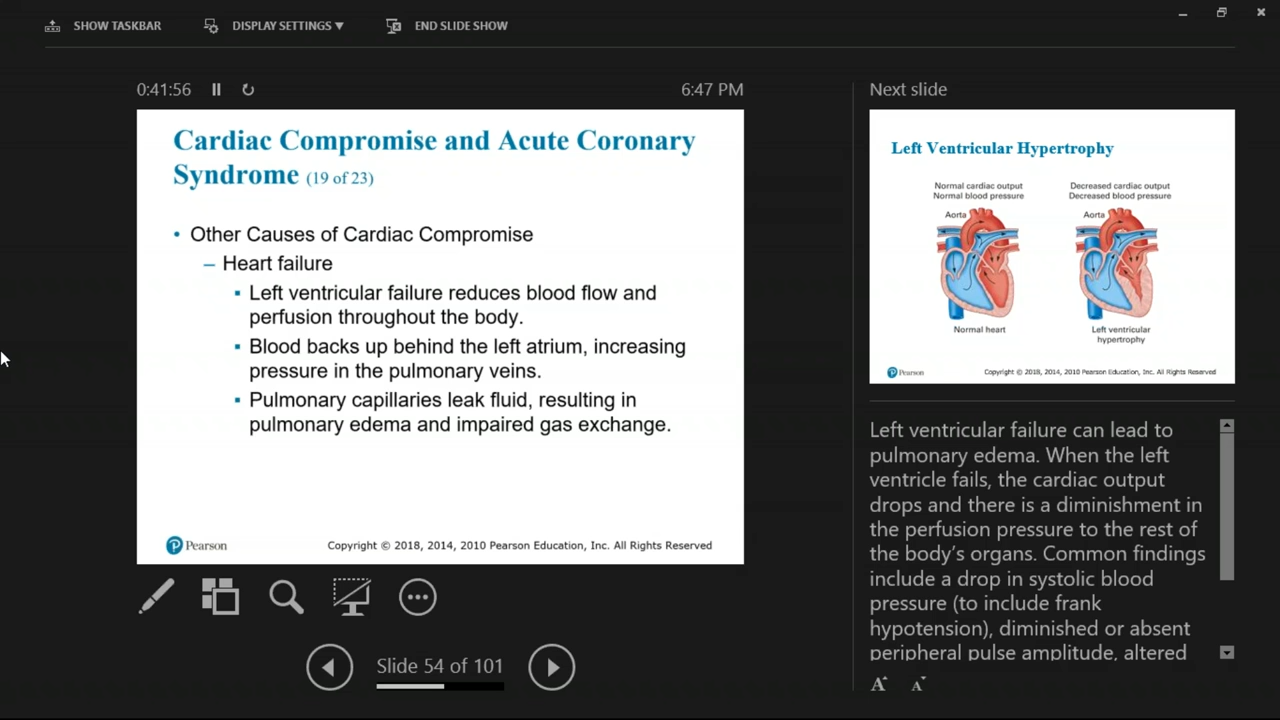 SHOW TASKBAR DISPLAY SETTINGS ▼ END SLIDE SHOW
0:41:56 6:47 PM
Cardiac Compromise and Acute Coronary
Syndrome (19 of 23)
• Other Causes of Cardiac Compromise
– Heart failure
▪ Left ventricular failure reduces blood flow and
perfusion throughout the body.
▪ Blood backs up behind the left atrium, increasing
pressure in the pulmonary veins.
▪ Pulmonary capillaries leak fluid, resulting in
pulmonary edema and impaired gas exchange.
Pearson Copyright © 2018, 2014, 2010 Pearson Education, Inc. All Rights Reserved
Slide 54 of 101
Next slide
Left Ventricular Hypertrophy
Normal cardiac output
Normal blood pressure
Aorta
Normal heart
Decreased cardiac output
Decreased blood pressure
Aorta
Left ventricular
hypertrophy
Pearson Copyright © 2018, 2014, 2010 Pearson Education, Inc. All Rights Reserved
Left ventricular failure can lead to
pulmonary edema. When the left
ventricle fails, the cardiac output
drops and there is a diminishment in
the perfusion pressure to the rest of
the body's organs. Common findings
include a drop in systolic blood
pressure (to include frank
hypotension), diminished or absent
peripheral pulse amplitude, altered
A A